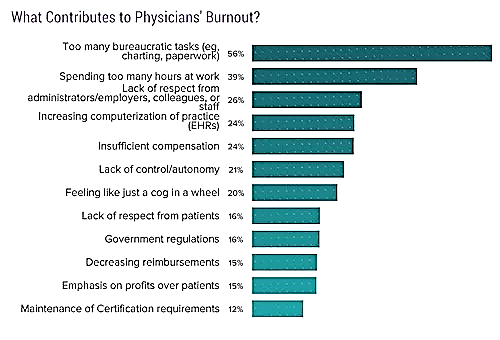 What Contributes to Physicians' Burnout?
Too many bureaucratic tasks (eg,
charting, paperwork) 56%
Spending too many hours at work 39%
Lack of respect from
administrators/employers, colleagues, or
staff 26%
Increasing computerization of practice
(EHRs) 24%
Insufficient compensation 24%
Lack of control/autonomy 21%
Feeling like just a cog in a wheel 20%
Lack of respect from patients 16%
Government regulations 16%
Decreasing reimbursements 15%
Emphasis on profits over patients 15%
Maintenance of Certification requirements 12%